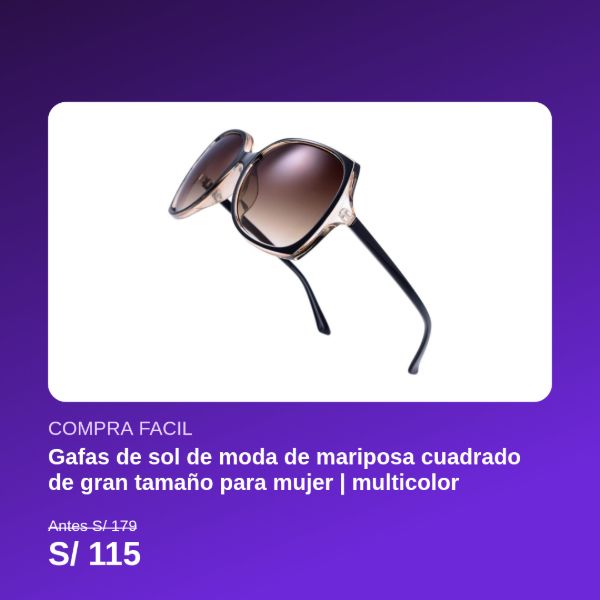 COMPRA FACIL
Gafas de sol de moda de mariposa cuadrado
de gran tamaño para mujer | multicolor
Antes S/ 179
S/ 115